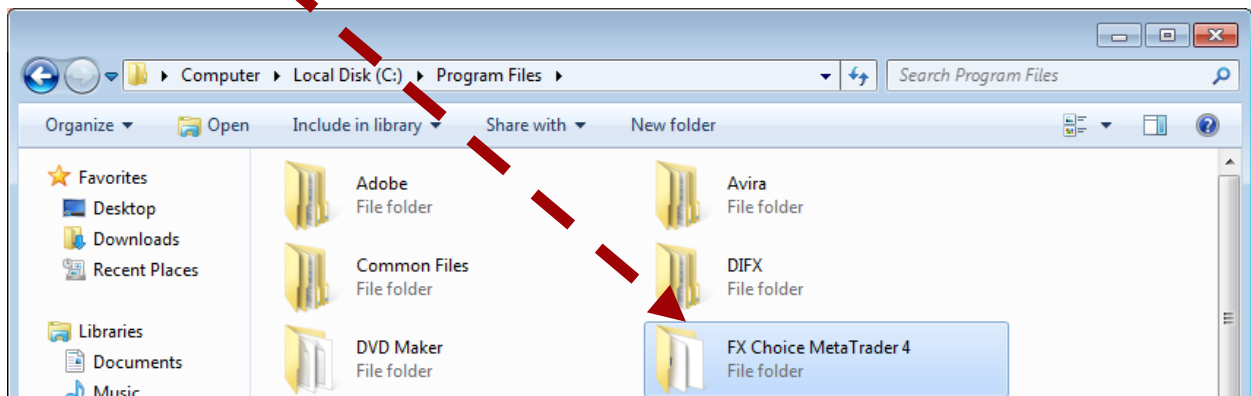 Computer Local Disk (C:) Program Files Search Program Files
Organize Open Include in library Share with New folder
Favorites
Desktop
Downloads
Recent Places
Libraries
Documents
Music
Adobe
File folder
Avira
File folder
Common Files
File folder
DIFX
File folder
DVD Maker
File folder
FX Choice MetaTrader 4
File folder